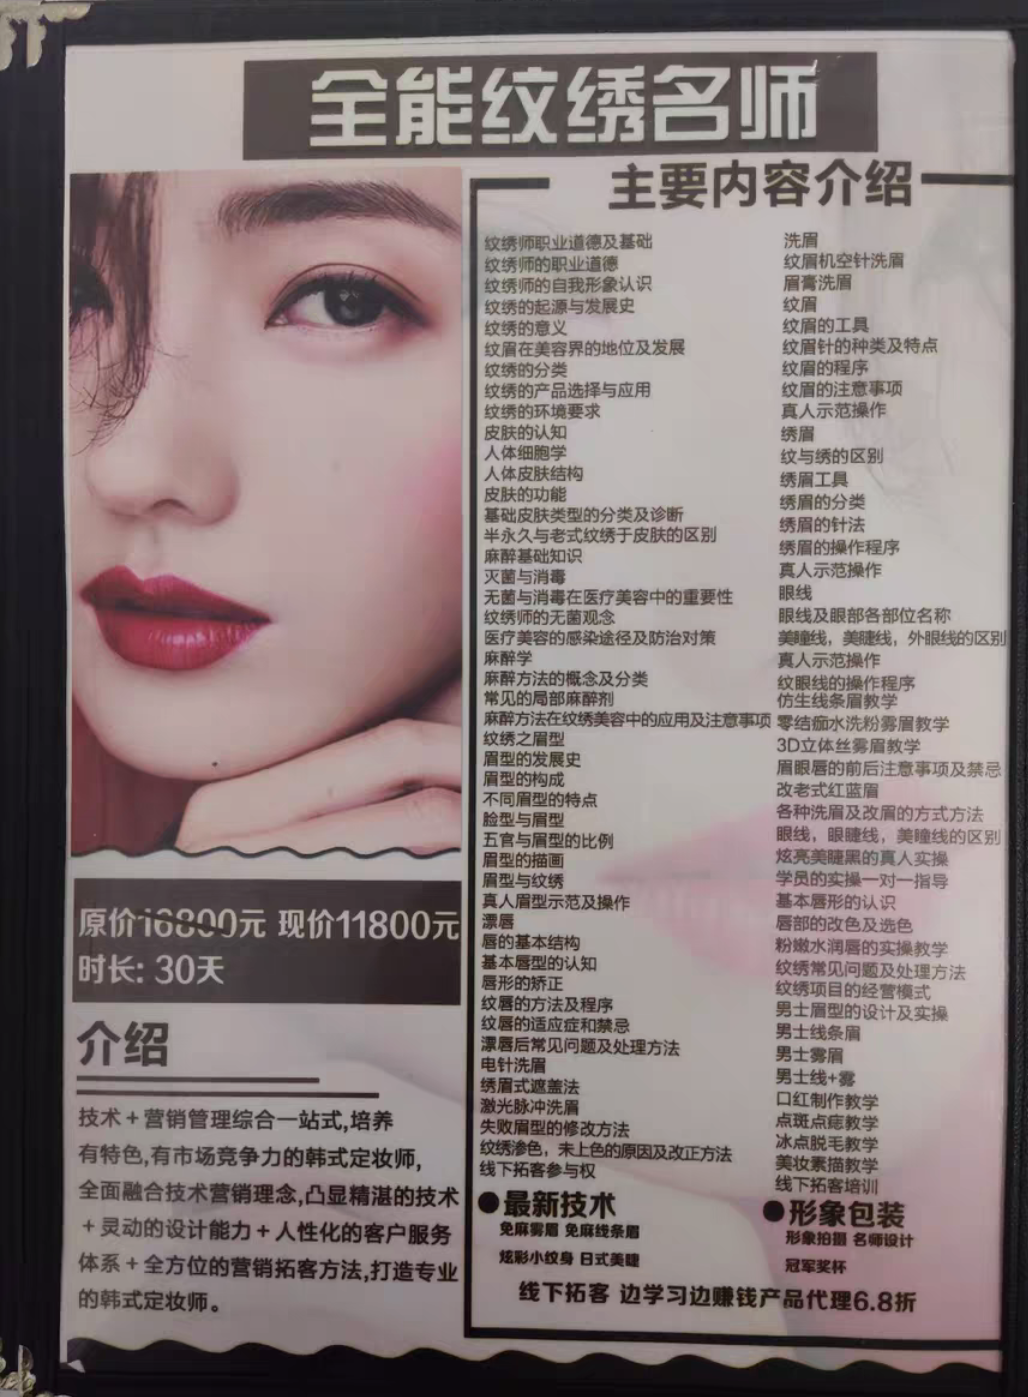 全能纹绣名师
主要内容介绍
纹绣师职业道德及基础
纹绣师的职业道德
纹绣师的自我形象认识
纹绣的起源与发展史
纹绣的意义
纹眉在美容界的地位及发展
纹绣的分类
纹绣的产品选择与应用
纹绣的环境要求
皮肤的认知
人体细胞学
人体皮肤结构
皮肤的功能
基础皮肤类型的分类及诊断
半永久与老式纹绣于皮肤的区别
麻醉基础知识
灭菌与消毒
无菌与消毒在医疗美容中的重要性
纹绣师的无菌观念
医疗美容的感染途径及防治对策
麻醉学
麻醉方法的概念及分类
常见的局部麻醉剂
麻醉方法在纹绣美容中的应用及注意事项
纹绣之眉型
眉型的发展史
眉型的构成
不同眉型的特点
脸型与眉型
五官与眉型的比例
眉型的描画
眉型与纹绣
真人眉型示范及操作
漂唇
唇的基本结构
基本唇型的认知
唇形的矫正
纹唇的方法及程序
纹唇的适应症和禁忌
漂唇后常见问题及处理方法
电针洗眉
绣眉式遮盖法
激光脉冲洗眉
失败眉型的修改方法
纹绣渗色，未上色的原因及改正方法
线下拓客参与权
洗眉
纹眉机空针洗眉
眉膏洗眉
纹眉
纹眉的工具
纹眉针的种类及特点
纹眉的程序
纹眉的注意事项
真人示范操作
绣眉
纹与绣的区别
绣眉工具
绣眉的分类
绣眉的针法
绣眉的操作程序
真人示范操作
眼线
眼线及眼部各部位名称
美瞳线，美睫线，外眼线的区别
真人示范操作
纹眼线的操作程序
仿生线条眉教学
零结痂水洗粉雾眉教学
3D立体丝雾眉教学
眉眼唇的前后注意事项及禁忌
改老式红蓝眉
各种洗眉及改眉的方式方法
眼线，眼睫线，美瞳线的区别
炫亮美睫黑的真人实操
学员的实操一对一指导
基本唇形的认识
唇部的改色及选色
粉嫩水润唇的实操教学
纹绣常见问题及处理方法
纹绣项目的经营模式
男士眉型的设计及实操
男士线条眉
男士雾眉
男士线+雾
口红制作教学
点斑点痣教学
冰点脱毛教学
美妆素描教学
线下拓客培训
原价16800元 现价11800元
时长: 30天
介绍
技术+营销管理综合一站式,培养
有特色,有市场竞争力的韩式定妆师,
全面融合技术营销理念,凸显精湛的技术
+灵动的设计能力+人性化的客户服务
体系+全方位的营销拓客方法,打造专业
的韩式定妆师。
●最新技术
免麻雾眉 免麻线条眉
炫彩小纹身 日式美睫
●形象包装
形象拍摄 名师设计
冠军奖杯
线下拓客 边学习边赚钱产品代理6.8折